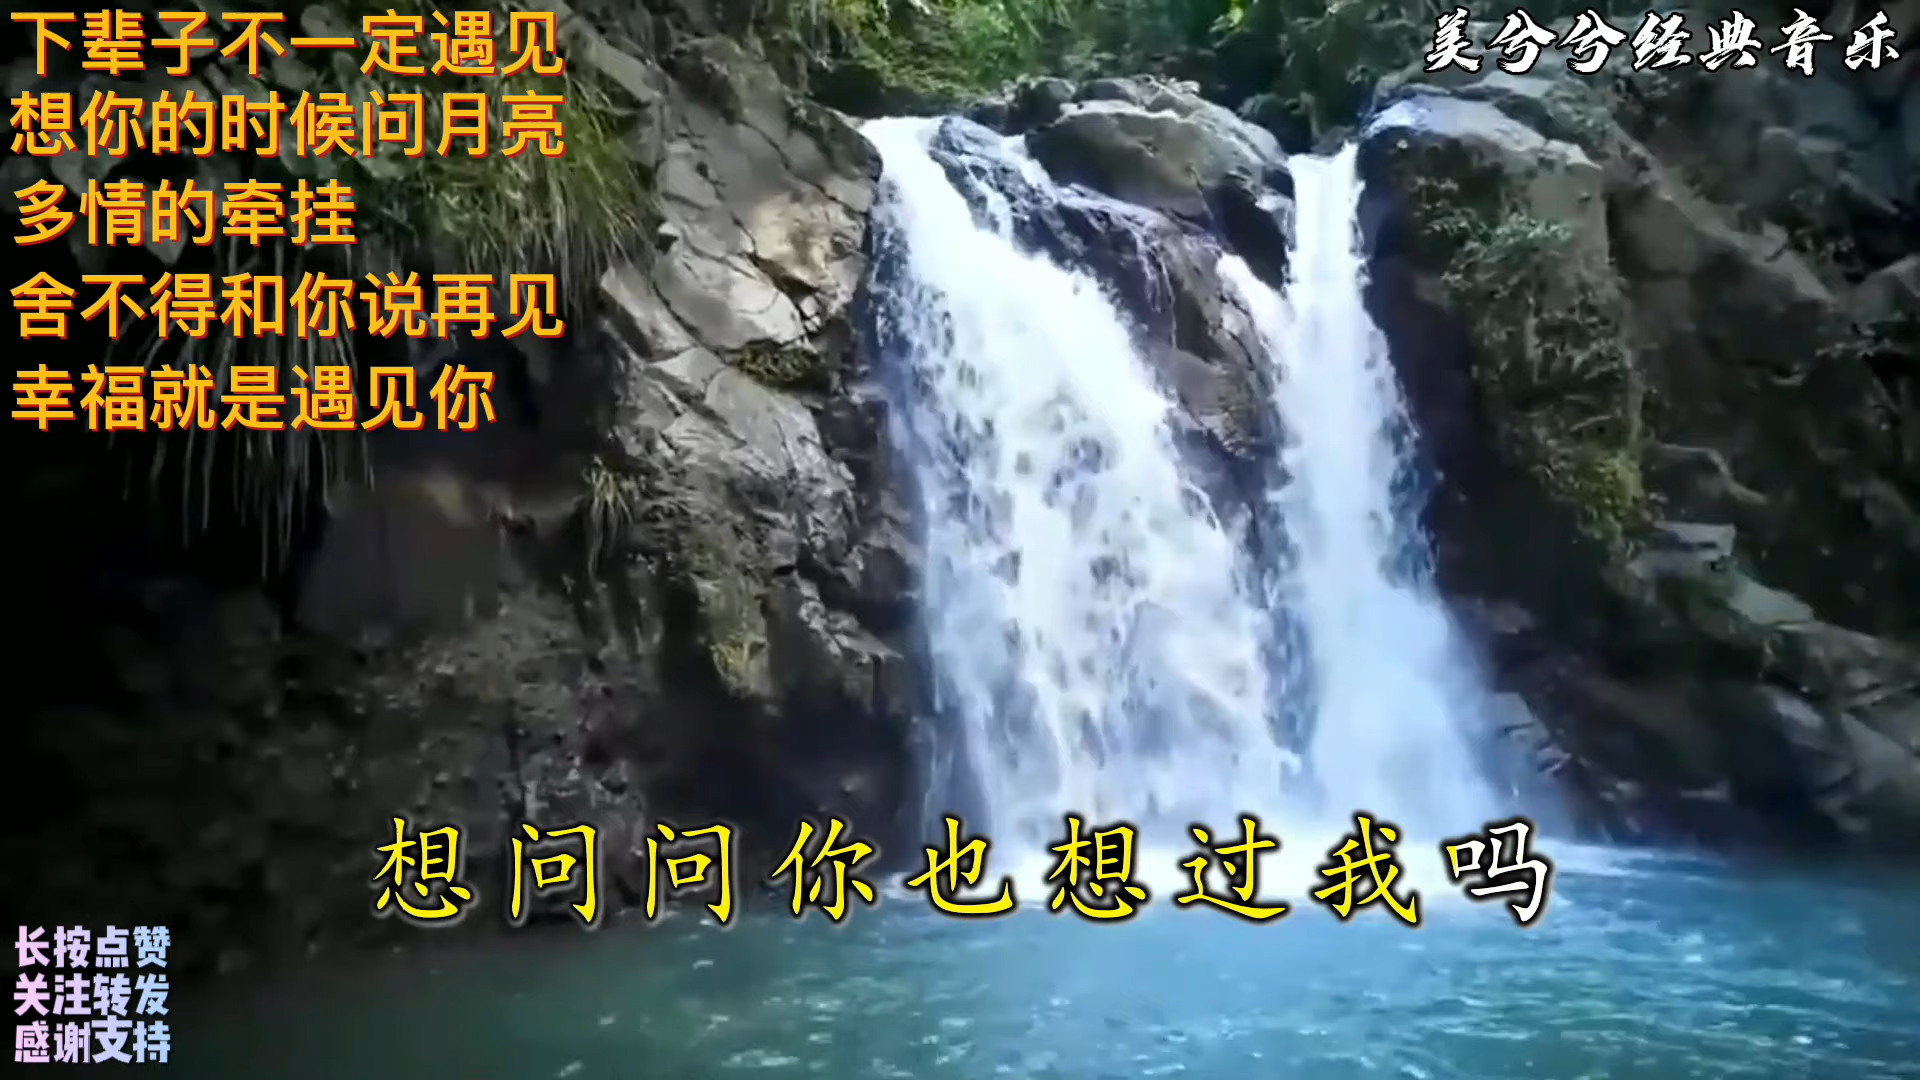 下辈子不一定遇见
想你的时候问月亮
多情的牵挂
舍不得和你说再见
幸福就是遇见你
美兮兮经典音乐
想问问你也想过我吗
长按点赞
关注转发
感谢支持